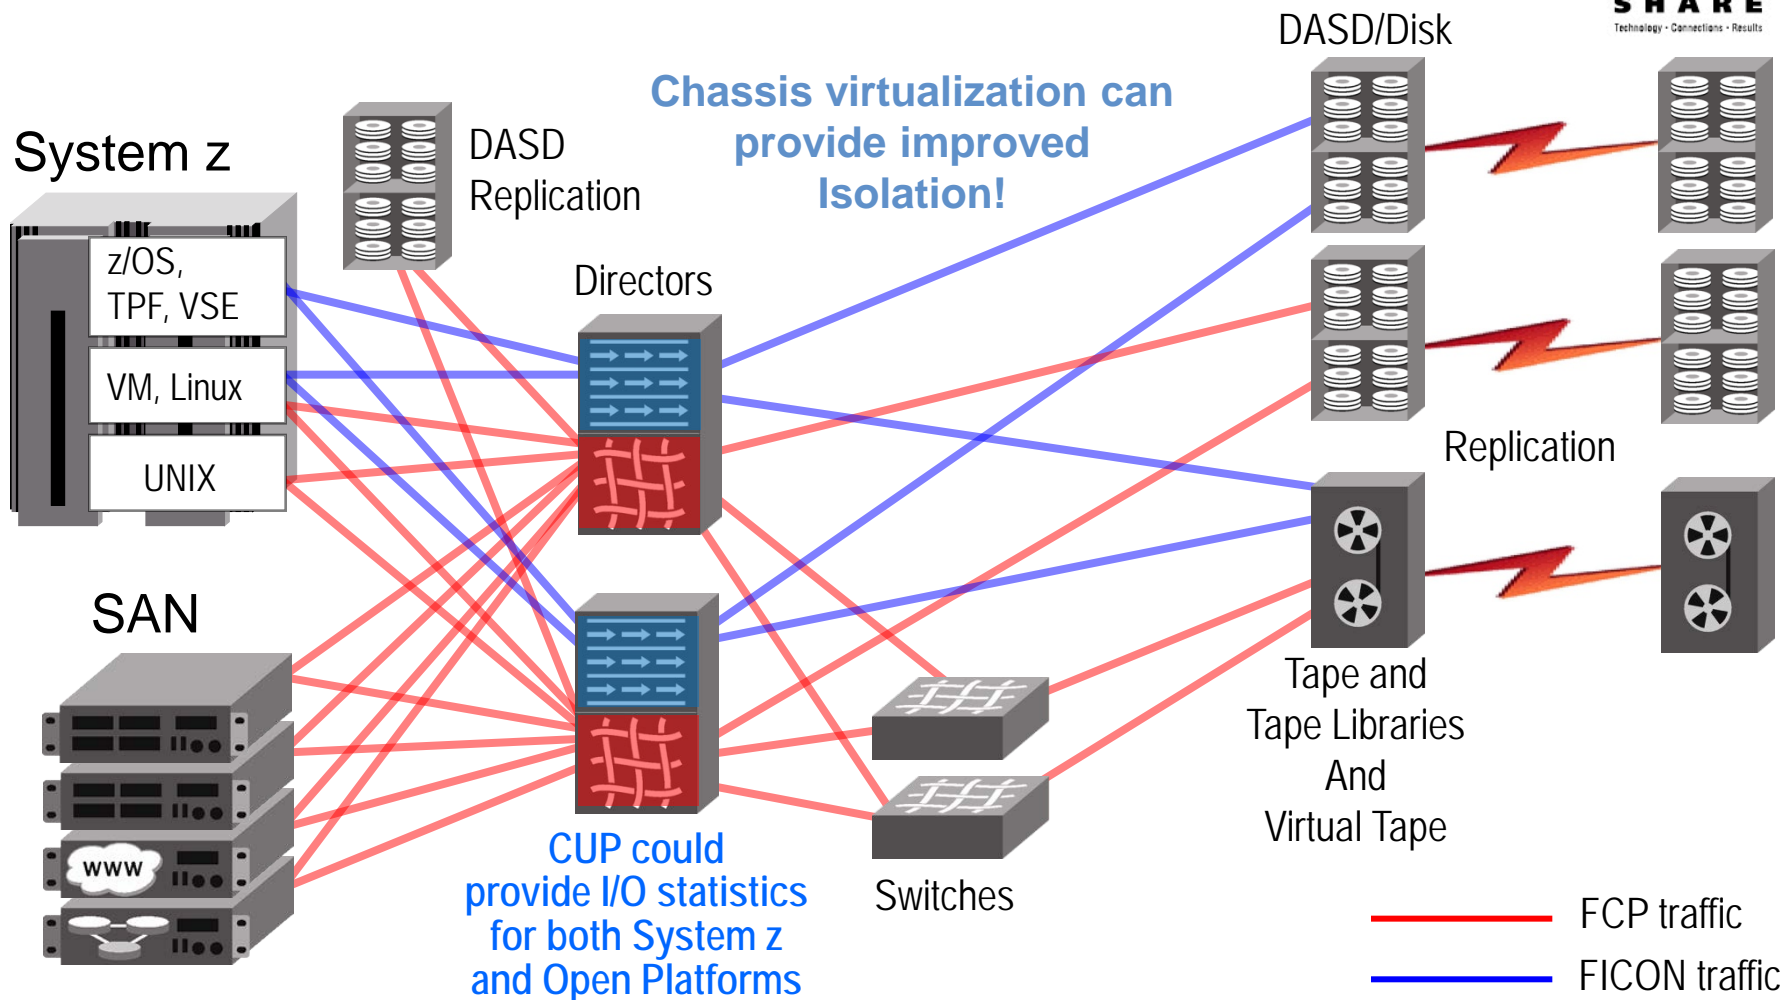 SHARE
Technology · Connections · Results
DASD/Disk
Chassis virtualization can
provide improved
Isolation!
DASD
Replication
System z
z/OS,
TPF, VSE
Directors
VM, Linux
UNIX
Replication
SAN
Tape and
Tape Libraries
And
Virtual Tape
www
CUP could
provide I/O statistics
for both System z
and Open Platforms
Switches
FCP traffic
FICON traffic